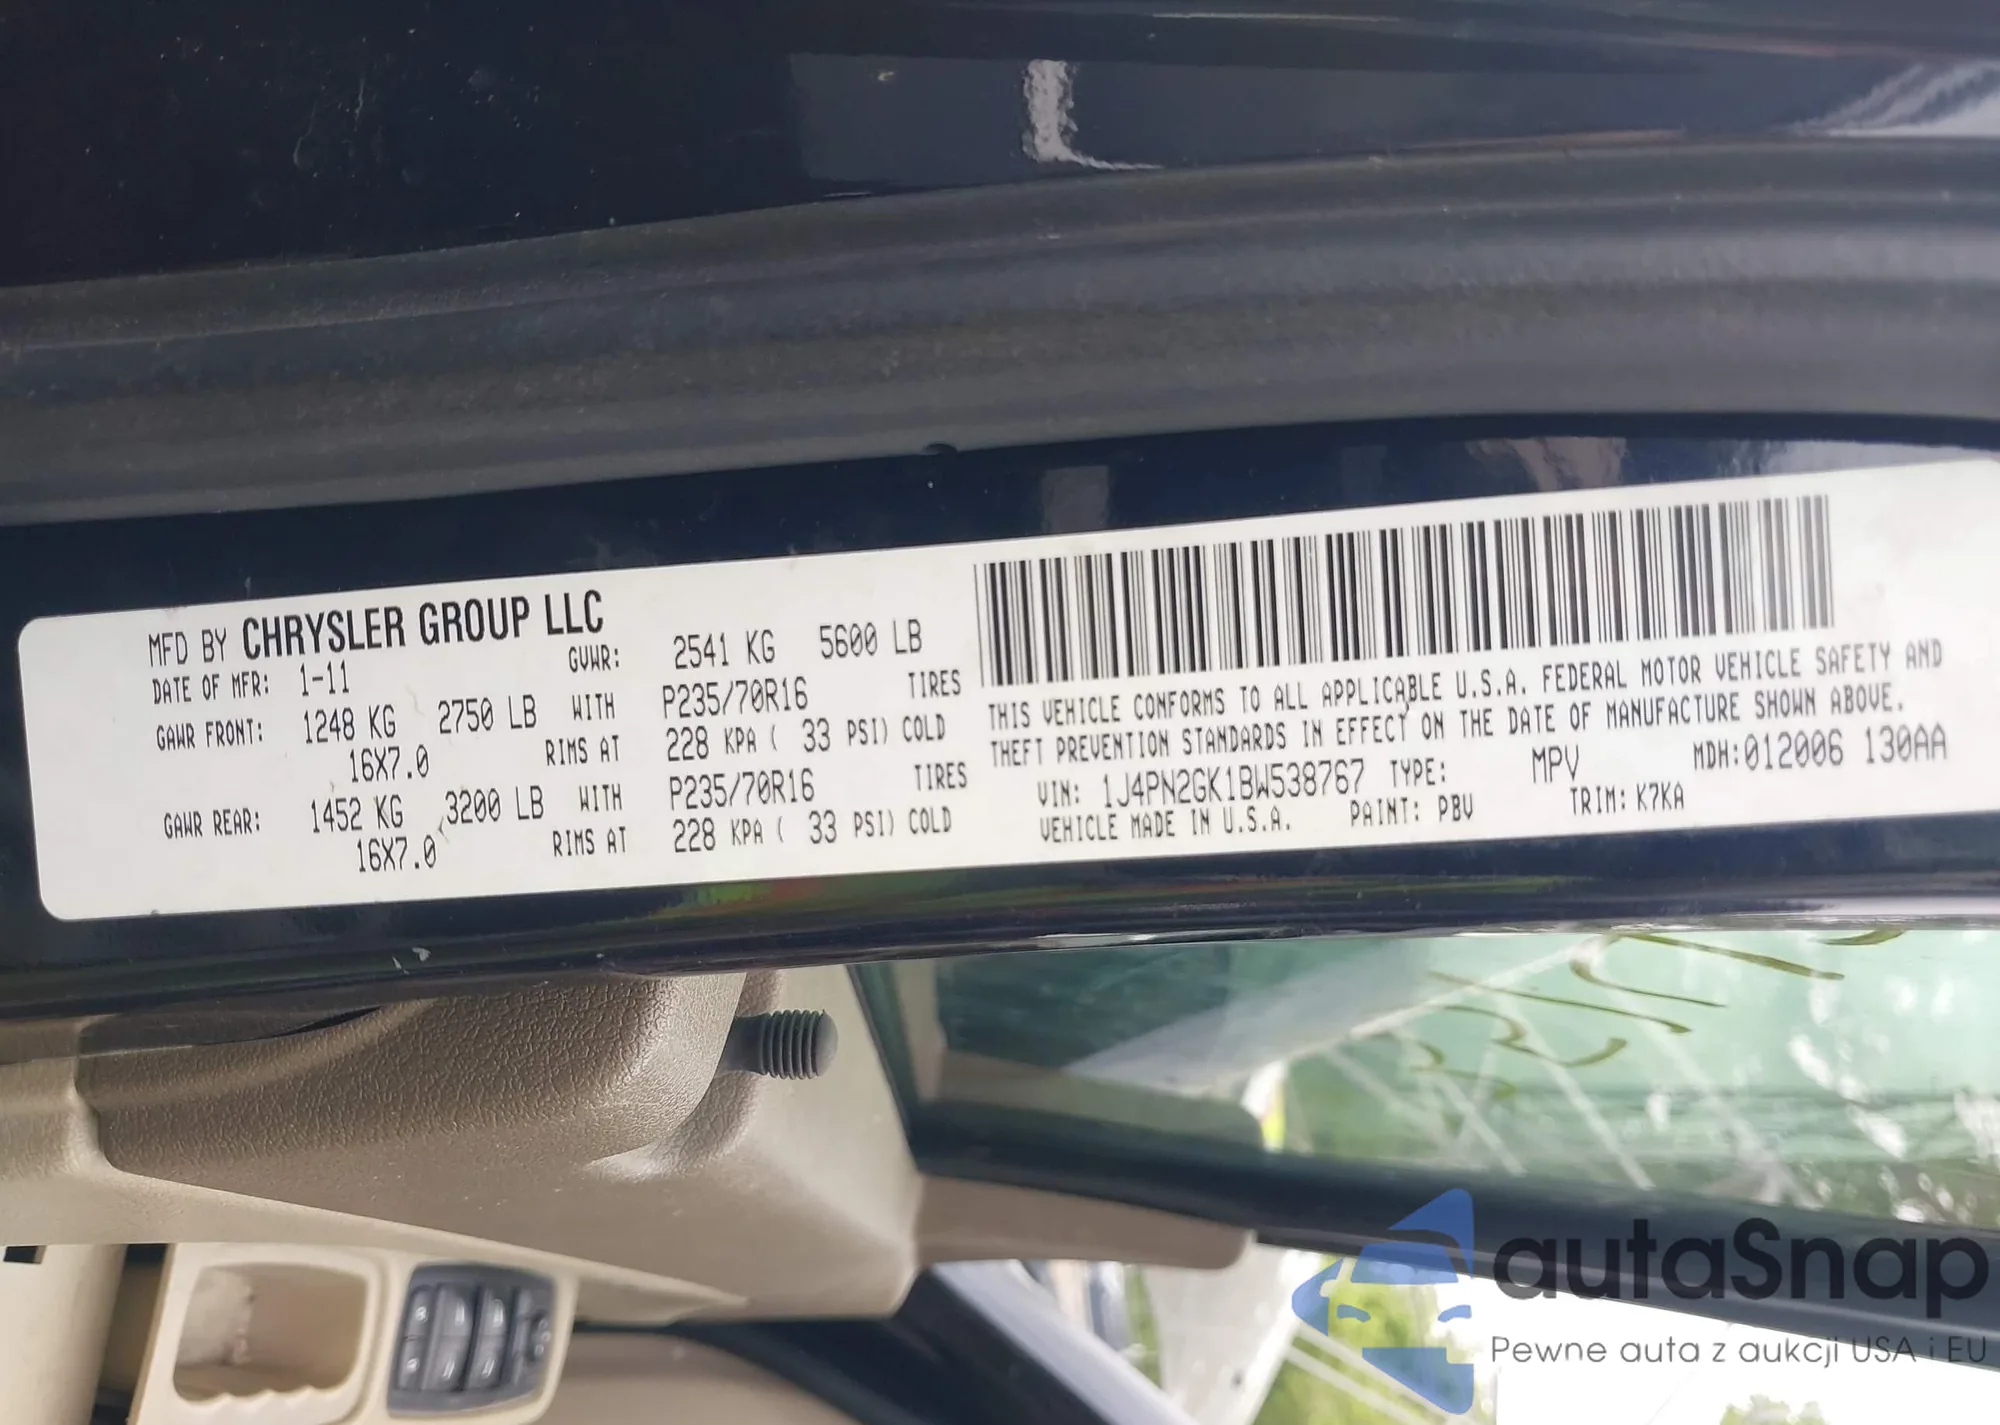 MFD BY CHRYSLER GROUP LLC
DATE OF MFR: 1-11 GVWR: 2541 KG 5600 LB
GAWR FRONT: 1248 KG 2750 LB WITH P235/70R16 TIRES
16X7.0 RIMS AT 228 KPA ( 33 PSI) COLD
GAWR REAR: 1452 KG 3200 LB WITH P235/70R16 TIRES
16X7.0 RIMS AT 228 KPA ( 33 PSI) COLD
THIS VEHICLE CONFORMS TO ALL APPLICABLE U.S.A. FEDERAL MOTOR VEHICLE SAFETY AND
THEFT PREVENTION STANDARDS IN EFFECT ON THE DATE OF MANUFACTURE SHOWN ABOVE.
VIN: 1J4PN2GK1BW538767 TYPE: MPV MDH:012006 130AA
VEHICLE MADE IN U.S.A. PAINT: PBV TRIM: K7KA
autaSnap
Pewne auta z aukcji USA i EU